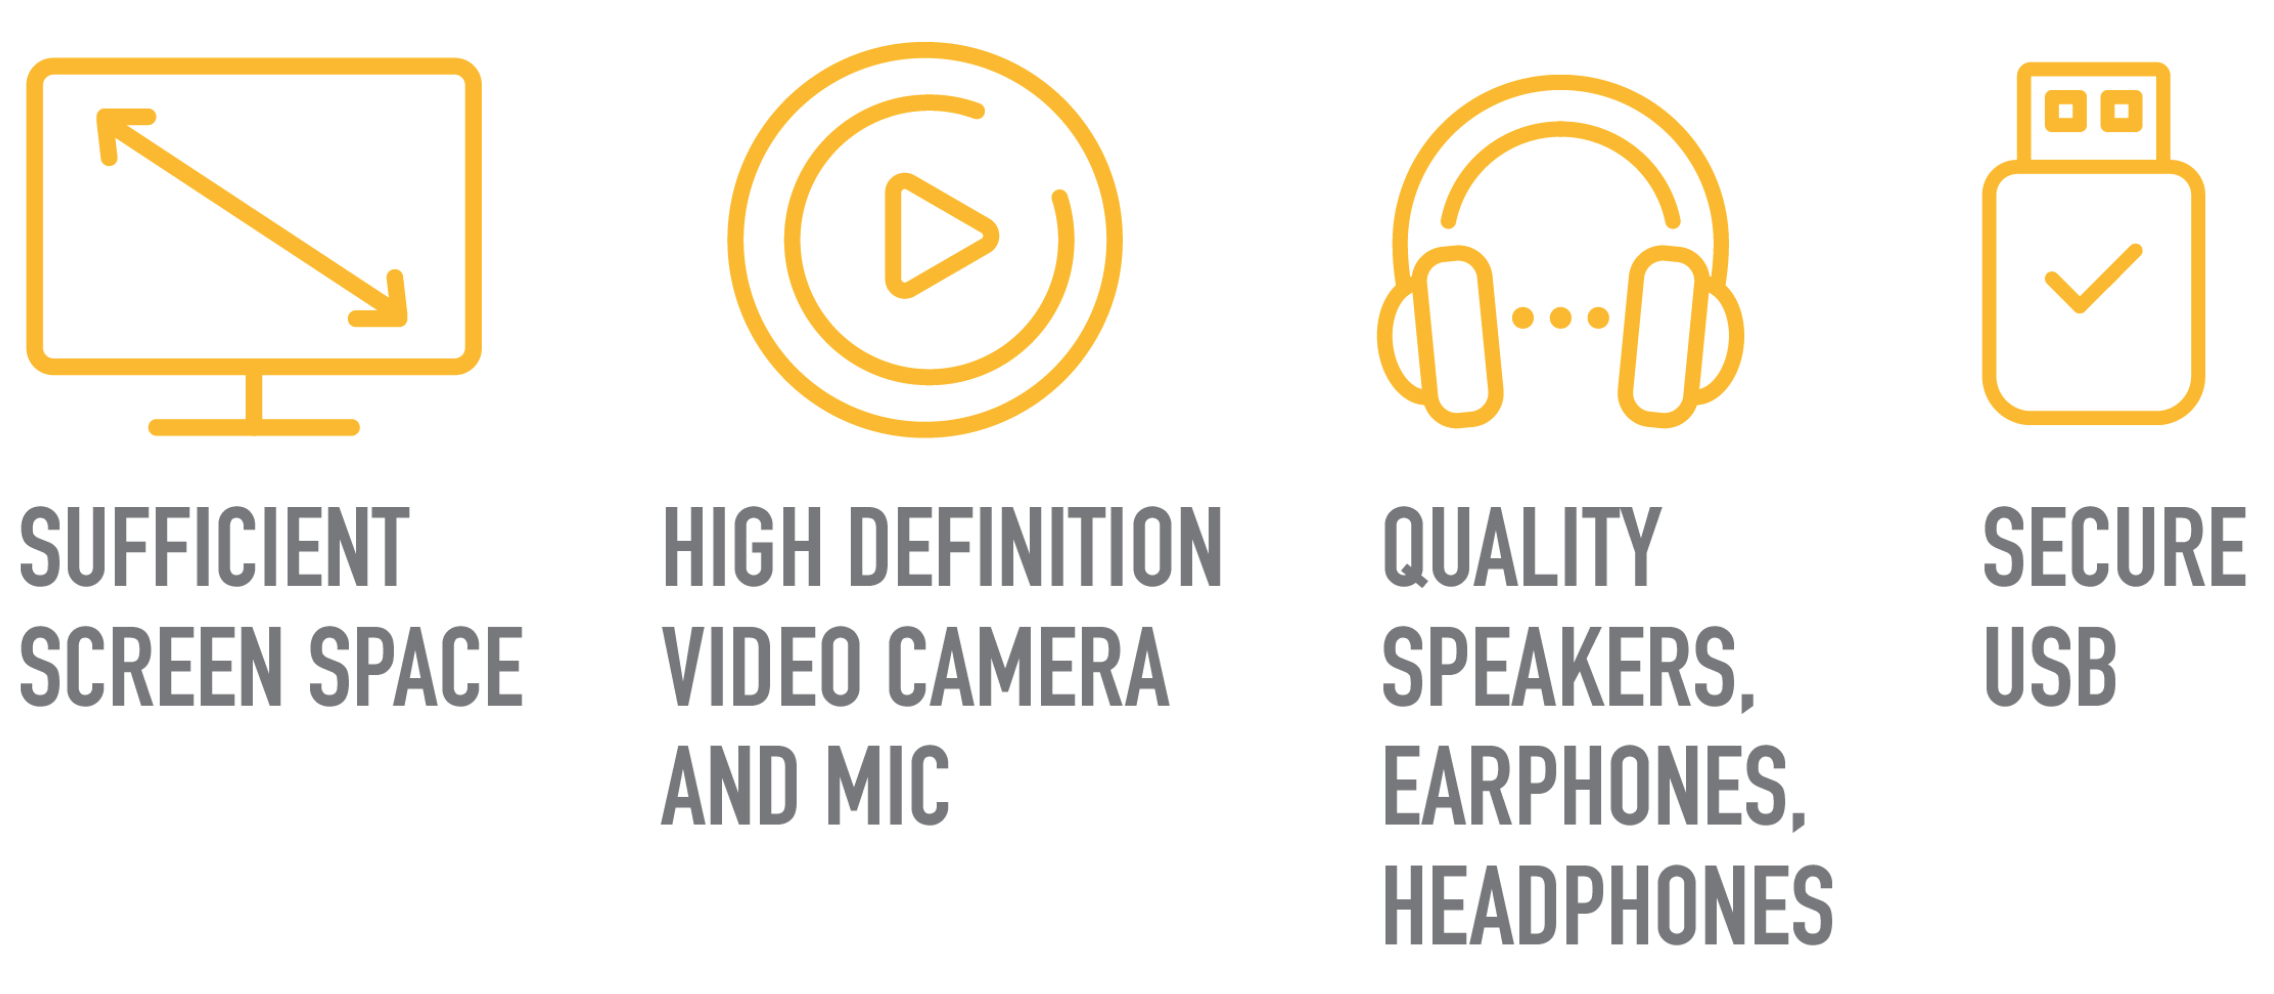 SUFFICIENT
SCREEN SPACE
HIGH DEFINITION
VIDEO CAMERA
AND MIC
QUALITY
SPEAKERS,
EARPHONES,
HEADPHONES
SECURE
USB